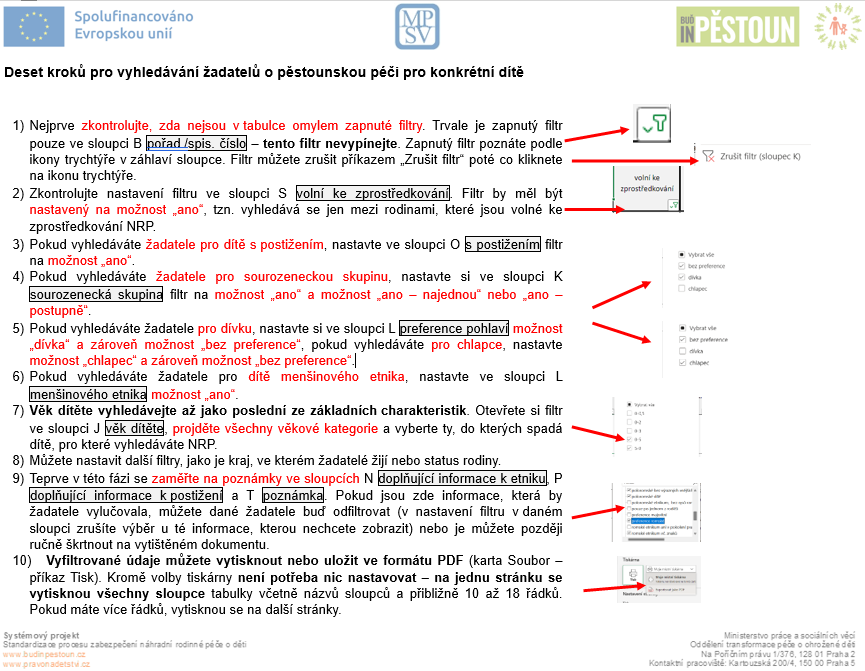 Spolufinancováno
Evropskou unií
MP
SV
BUĎ
IN
PĚSTOUN
Deset kroků pro vyhledávání žadatelů o pěstounskou péči pro konkrétní dítě
1) Nejprve zkontrolujte, zda nejsou v tabulce omylem zapnuté filtry. Trvale je zapnutý filtr
pouze ve sloupci B pořad./spis. číslo – tento filtr nevypínejte. Zapnutý filtr poznáte podle
ikony trychtýře v záhlaví sloupce. Filtr můžete zrušit příkazem „Zrušit filtr“ poté co kliknete
na ikonu trychtýře.
2) Zkontrolujte nastavení filtru ve sloupci S volní ke zprostředkování. Filtr by měl být
nastavený na možnost „ano“, tzn. vyhledává se jen mezi rodinami, které jsou volné ke
zprostředkování NRP.
3) Pokud vyhledáváte žadatele pro dítě s postižením, nastavte ve sloupci O s postižením filtr
na možnost „ano“.
4) Pokud vyhledáváte žadatele pro sourozeneckou skupinu, nastavte si ve sloupci K
sourozenecká skupina filtr na možnost „ano“ a možnost „ano – najednou“ nebo „ano –
postupně“.
5) Pokud vyhledáváte žadatele pro dívku, nastavte si ve sloupci L preference pohlaví možnost
„dívka“ a zároveň možnost „bez preference“, pokud vyhledáváte pro chlapce, nastavte
možnost „chlapec“ a zároveň možnost „bez preference“.
6) Pokud vyhledáváte žadatele pro dítě menšinového etnika, nastavte ve sloupci L
menšinového etnika možnost „ano“.
7) Věk dítěte vyhledávejte až jako poslední ze základních charakteristik. Otevřete si filtr
ve sloupci J věk dítěte, projděte všechny věkové kategorie a vyberte ty, do kterých spadá
dítě, pro které vyhledáváte NRP.
8) Můžete nastavit další filtry, jako je kraj, ve kterém žadatelé žijí nebo status rodiny.
9) Teprve v této fázi se zaměřte na poznámky ve sloupcích N doplňující informace k etniku, P
doplňující informace k postižení a T poznámka. Pokud jsou zde informace, která by
žadatele vylučovala, můžete dané žadatele buď odfiltrovat (v nastavení filtru v daném
sloupci zrušíte výběr u té informace, kterou nechcete zobrazit) nebo je můžete později
ručně škrtnout na vytištěném dokumentu.
10) Vyfiltrované údaje můžete vytisknout nebo uložit ve formátu PDF (karta Soubor –
příkaz Tisk). Kromě volby tiskárny není potřeba nic nastavovat – na jednu stránku se
vytisknou všechny sloupce tabulky včetně názvů sloupců a přibližně 10 až 18 řádků.
Pokud máte více řádků, vytisknou se na další stránky.
Zrušit filtr (sloupec K)
volní ke
zprostředkování
Vybrat vše
bez preference
dívka
chlapec
Vybrat vše
bez preference
dívka
chlapec
Vybrat vše
Tiskárna
Systémový projekt
Standardizace procesu zabezpečení náhradní rodinné péče o děti
www.budinpestoun.cz
www.pravonadetstvi.cz
Ministerstvo práce a sociálních věcí
Oddělení transformace péče o ohrožené děti
Na Poříčním právu 1/376, 128 01 Praha 2
Kontaktní pracoviště: Kartouzská 200/4, 150 00 Praha 5